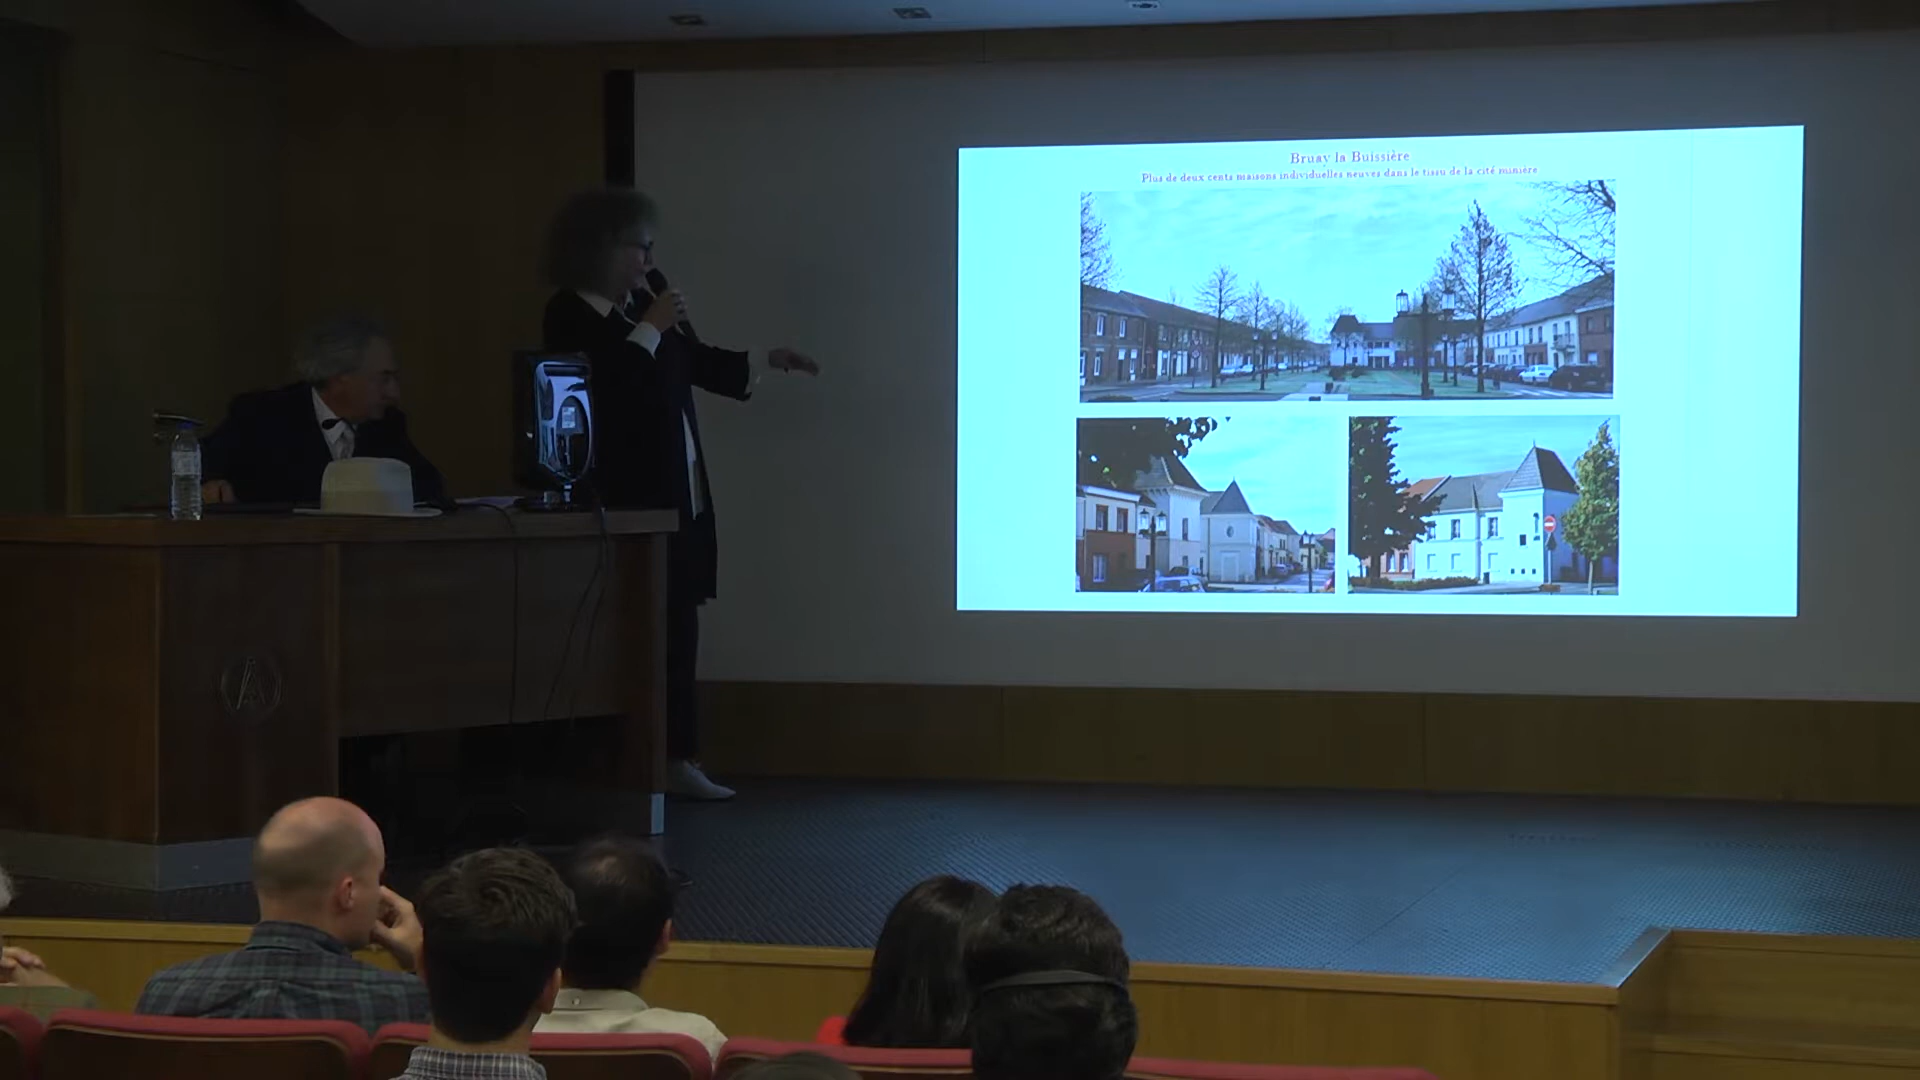 Bruay la Buissière
Plus de deux cents maisons individuelles neuves dans le tissu de la cité minière